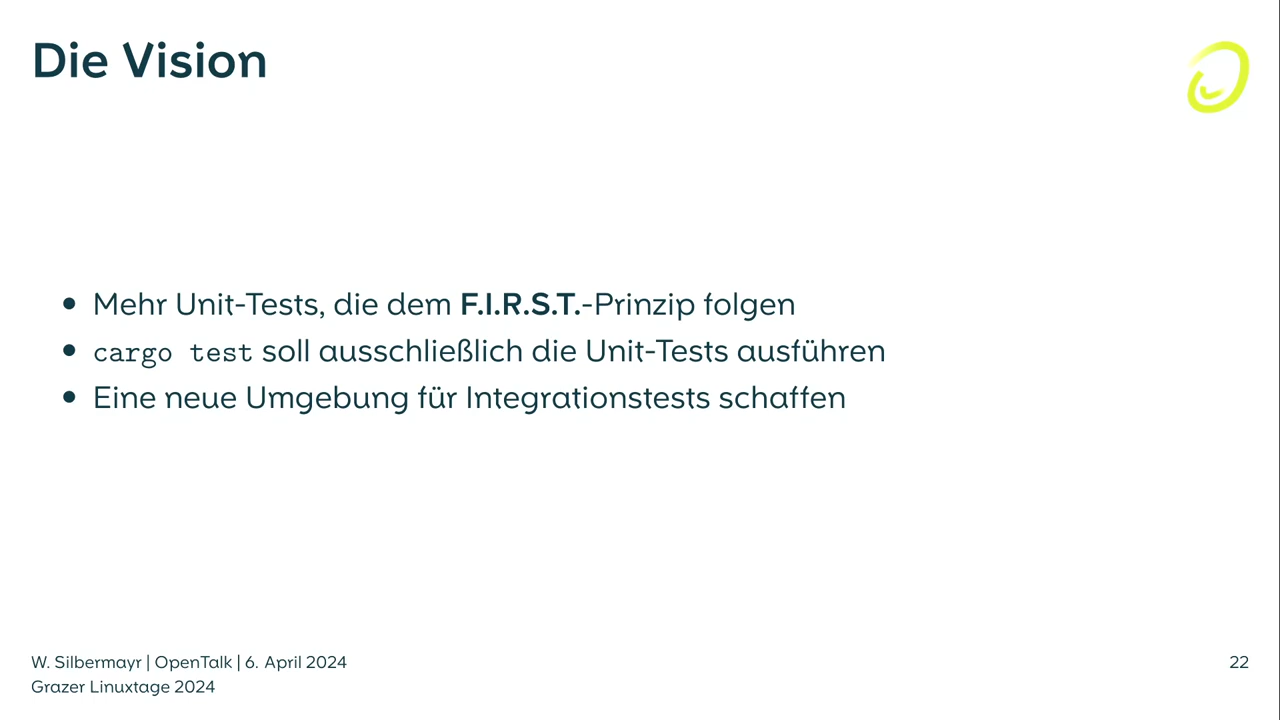 Die Vision
• Mehr Unit-Tests, die dem F.I.R.S.T.-Prinzip folgen
• cargo test soll ausschließlich die Unit-Tests ausführen
• Eine neue Umgebung für Integrationstests schaffen
W. Silbermayr | OpenTalk | 6. April 2024
Grazer Linuxtage 2024
22